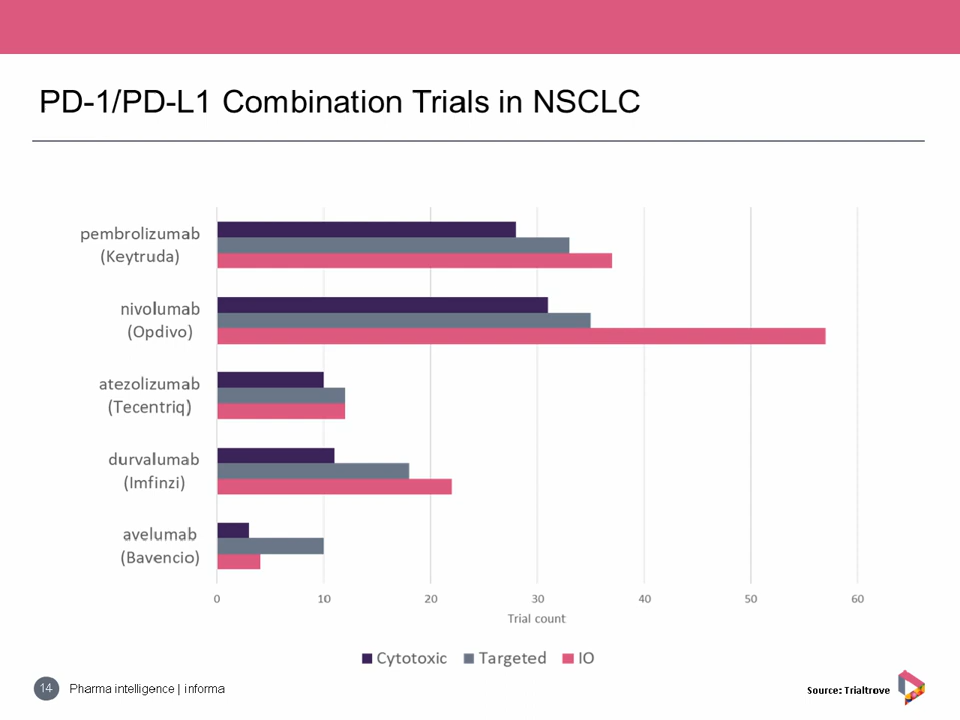 PD-1/PD-L1 Combination Trials in NSCLC
pembrolizumab
(Keytruda)
nivolumab
(Opdivo)
atezolizumab
(Tecentriq)
durvalumab
(Imfinzi)
avelumab
(Bavencio)
0 10 20 30 40 50 60
Trial count
Cytotoxic Targeted IO
14 Pharma intelligence | informa
Source: Trialtrove